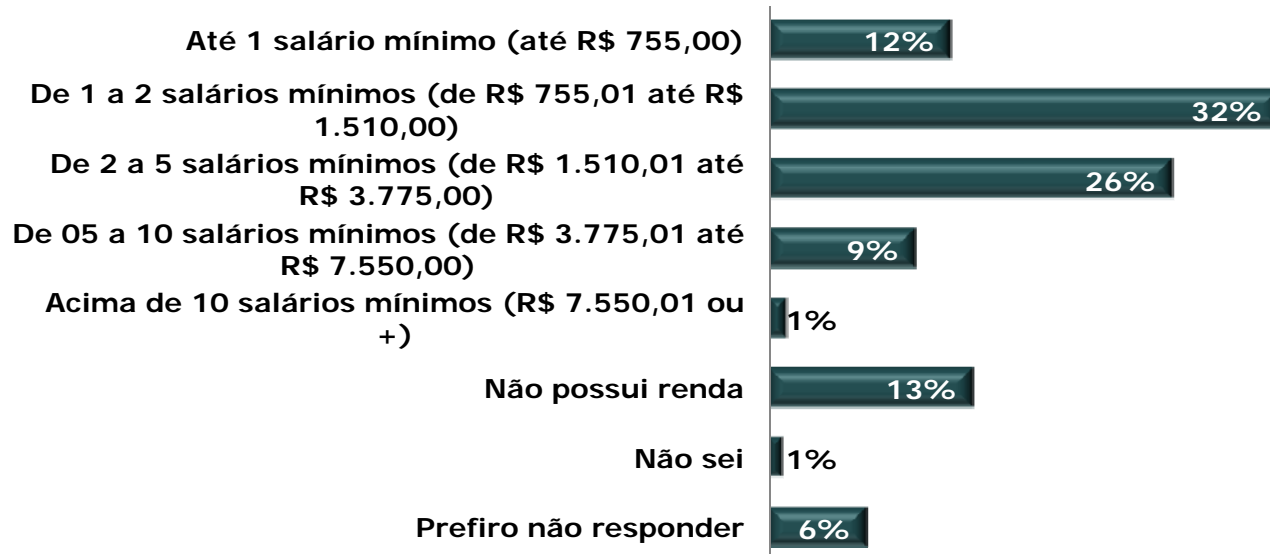 Até 1 salário mínimo (até R$ 755,00)
12%
De 1 a 2 salários mínimos (de R$ 755,01 até R$
1.510,00)
32%
De 2 a 5 salários mínimos (de R$ 1.510,01 até
R$ 3.775,00)
26%
De 05 a 10 salários mínimos (de R$ 3.775,01 até
R$ 7.550,00)
9%
Acima de 10 salários mínimos (R$ 7.550,01 ou
+)
1%
Não possui renda
13%
Não sei
1%
Prefiro não responder
6%